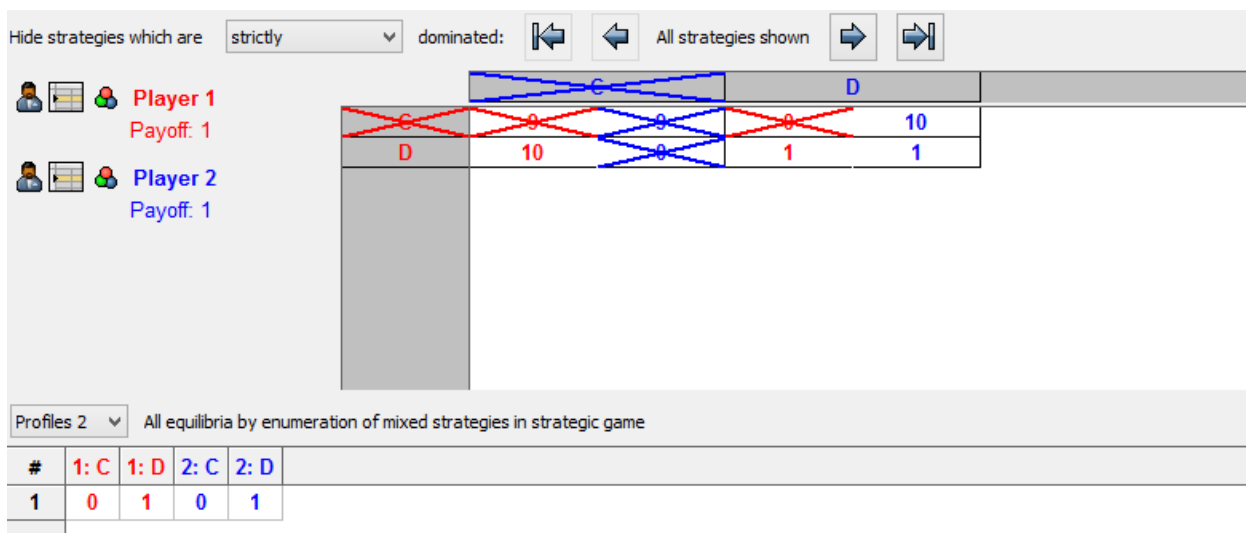 Hide strategies which are strictly dominated: All strategies shown
Player 1
Payoff: 1
Player 2
Payoff: 1
C D
C 9 9 0 10
D 10 0 1 1
Profiles 2 All equilibria by enumeration of mixed strategies in strategic game
# 1: C 1: D 2: C 2: D
1 0 1 0 1